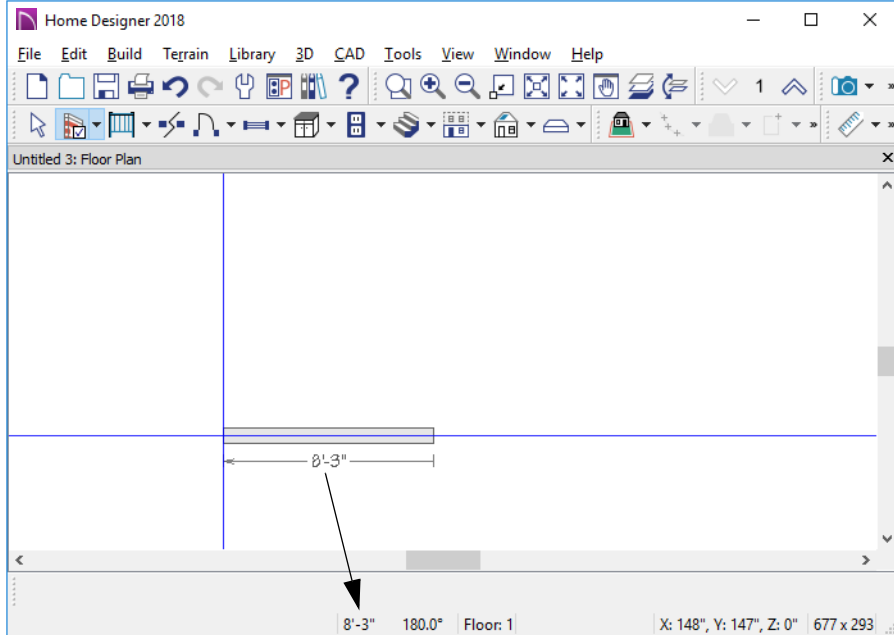 Home Designer 2018
File Edit Build Terrain Library 3D CAD Tools View Window Help
? 1 »
» »
Untitled 3: Floor Plan
8'-3"
8'-3" 180.0° Floor: 1 X: 148", Y: 147", Z: 0" 677 x 293